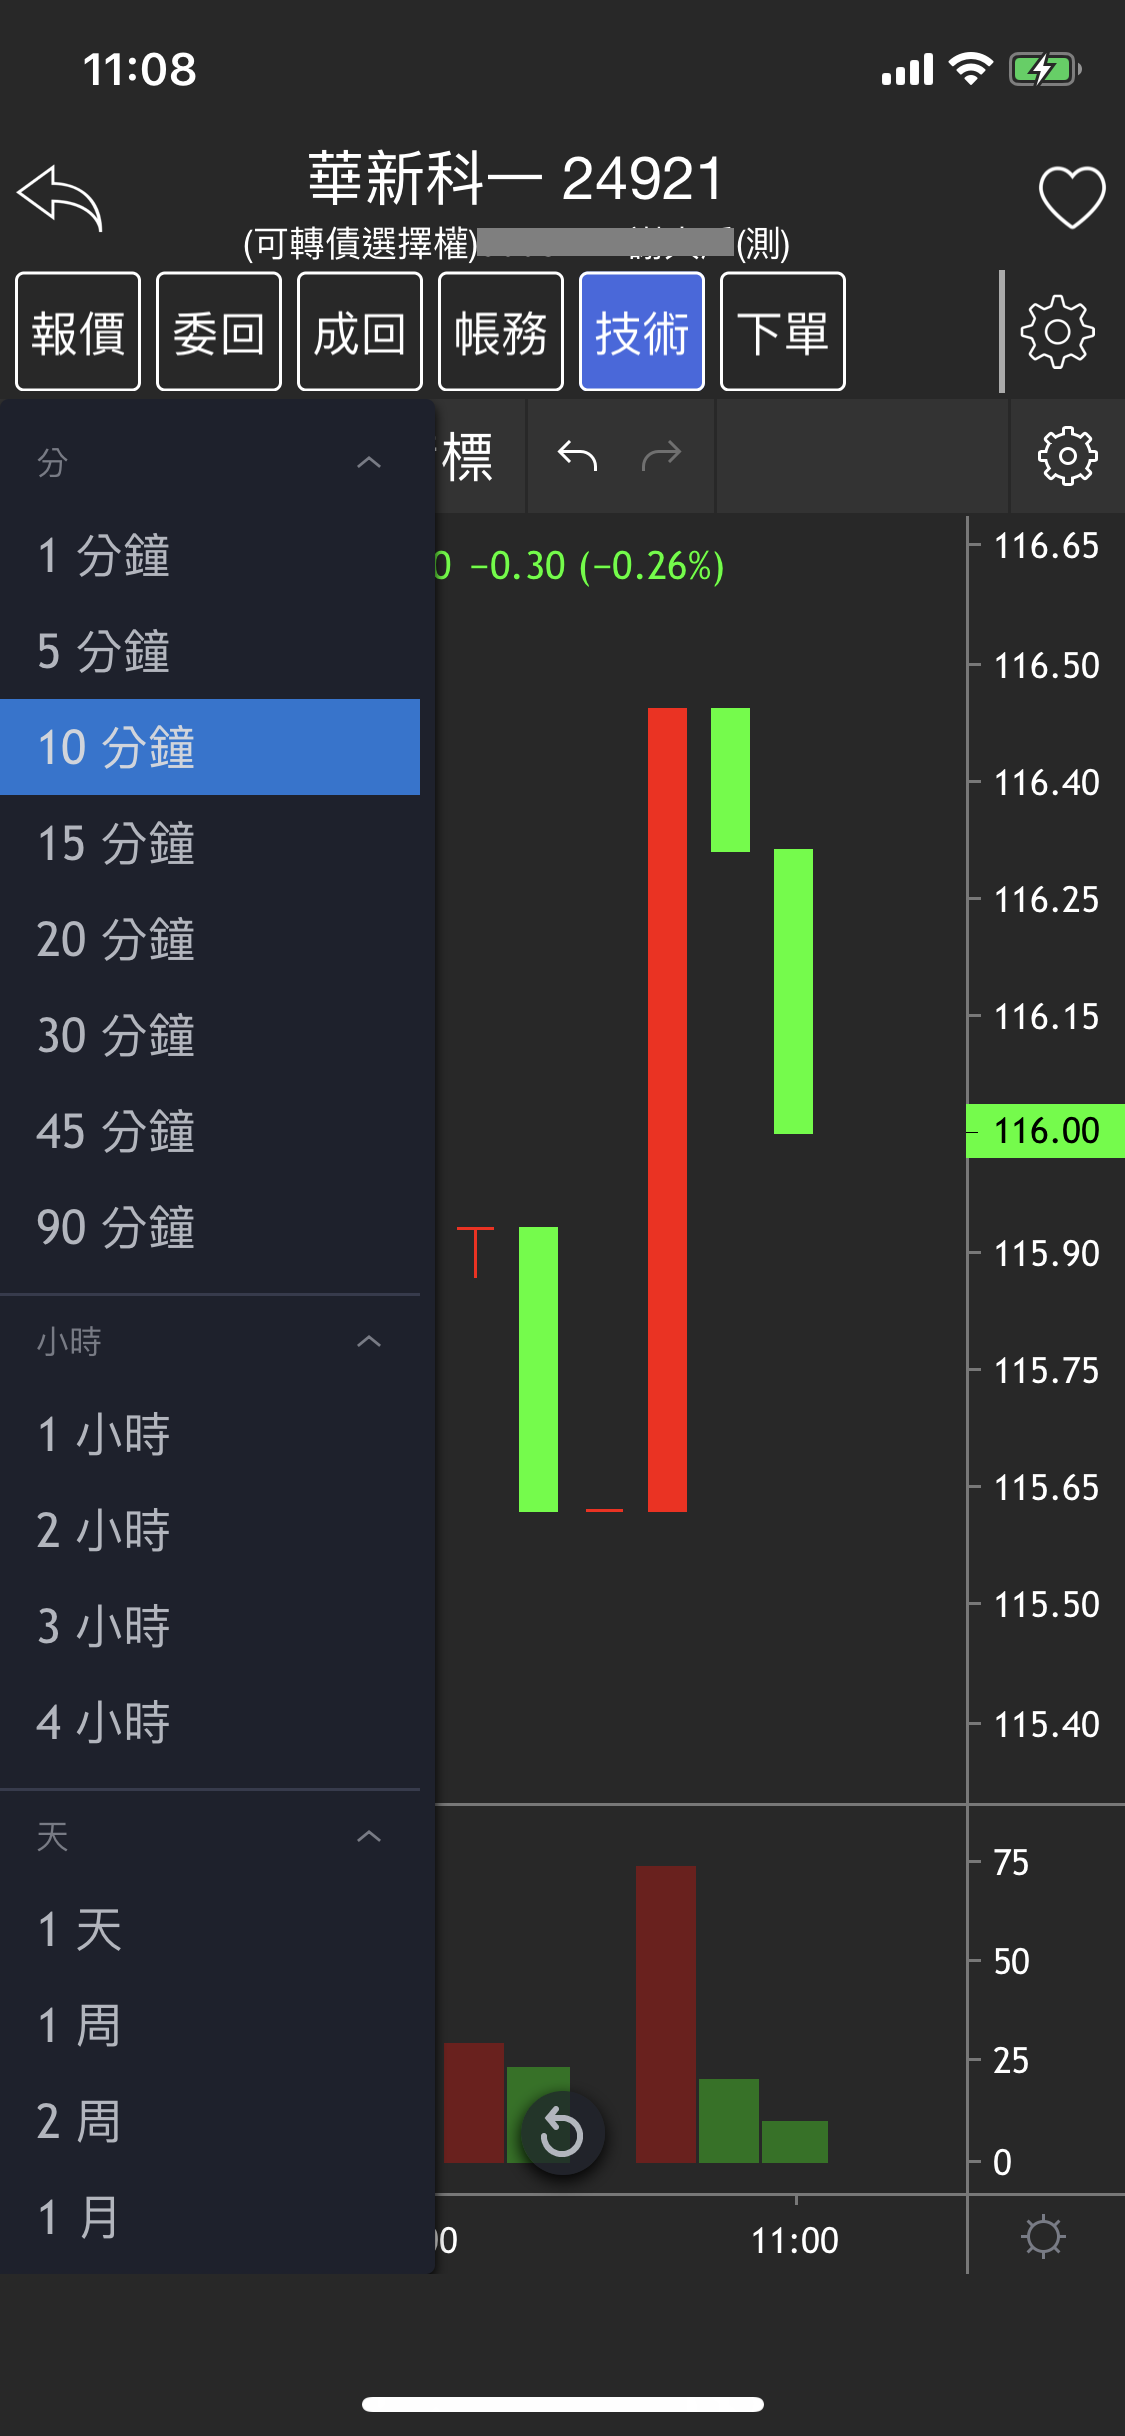 11:08
華新科一 24921
(可轉債選擇權) (測)
報價 委回 成回 帳務 技術 下單
分 標
1 分鐘
5 分鐘
10 分鐘
15 分鐘
20 分鐘
30 分鐘
45 分鐘
90 分鐘
小時
1 小時
2 小時
3 小時
4 小時
天
1 天
1 周
2 周
1 月
0 −0.30 (−0.26%)
116.65
116.50
116.40
116.25
116.15
116.00
115.90
115.75
115.65
115.50
115.40
75
50
25
0
00 11:00